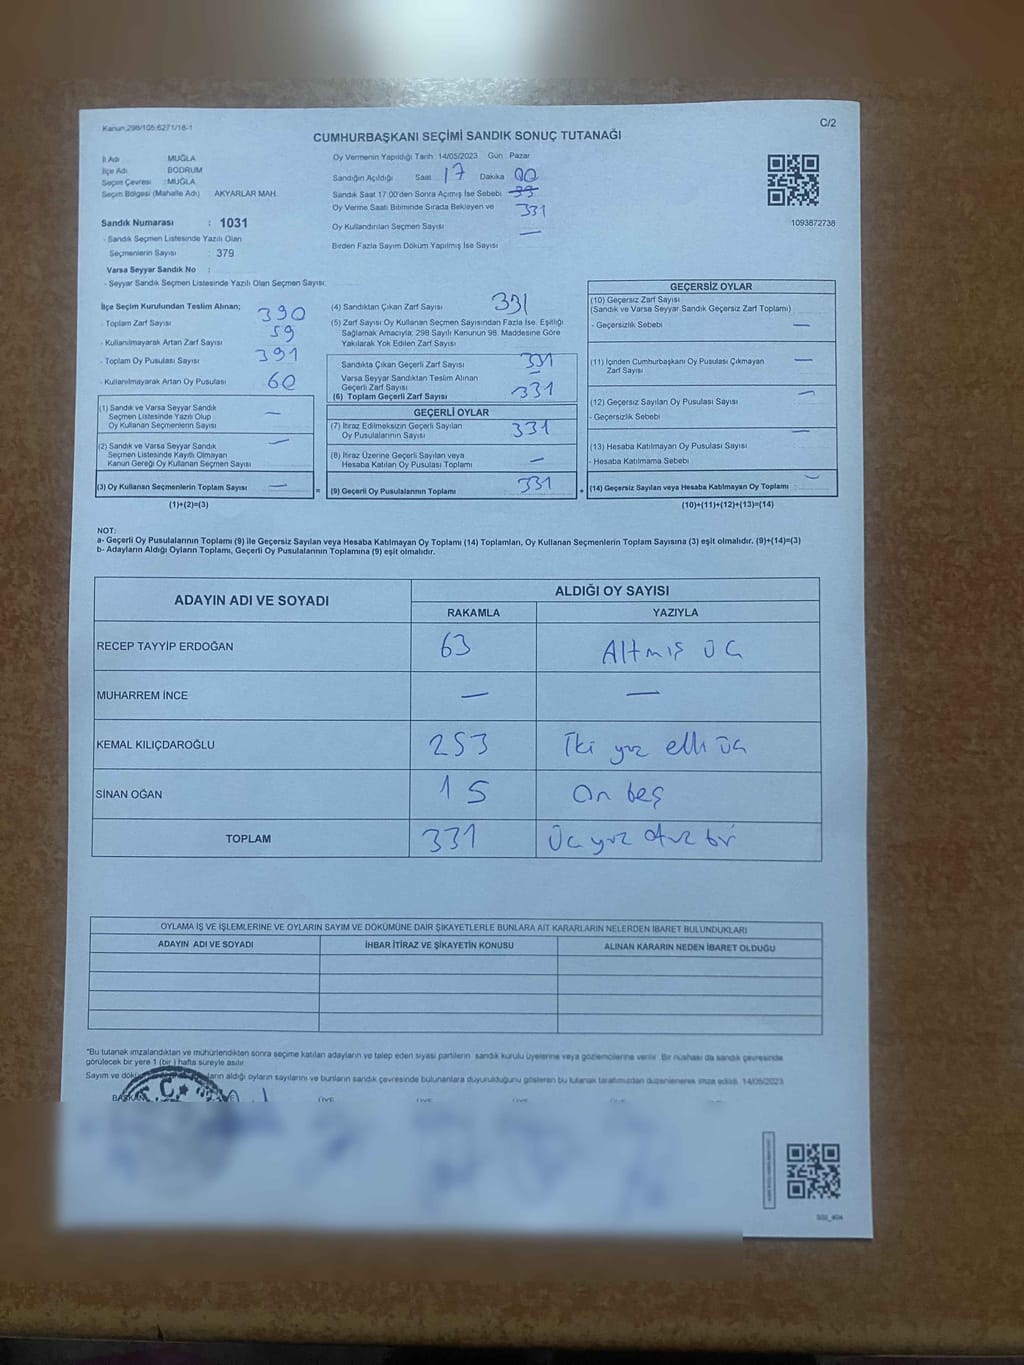 Kanun:298/105;6271/18-1
C/2
CUMHURBAŞKANI SEÇİMİ SANDIK SONUÇ TUTANAĞI
İl Adı MUĞLA
İlçe Adı BODRUM
Seçim Çevresi : MUĞLA
Seçim Bölgesi (Mahalle Adı) AKYARLAR MAH.
Sandık Numarası : 1031
- Sandık Seçmen Listesinde Yazılı Olan
Seçmenlerin Sayısı : 379
Varsa Seyyar Sandık No :
- Seyyar Sandık Seçmen Listesinde Yazılı Olan Seçmen Sayısı:
Oy Vermenin Yapıldığı Tarih: 14/05/2023 Gün: Pazar
Sandığın Açıldığı Saat 17 Dakika 00
Sandık Saat 17:00'den Sonra Açılmış İse Sebebi
Oy Verme Saati Bitiminde Sırada Bekleyen ve 331
Oy Kullandırılan Seçmen Sayısı
Birden Fazla Sayım Döküm Yapılmış İse Sayısı —
1093872738
İlçe Seçim Kurulundan Teslim Alınan;
- Toplam Zarf Sayısı 390
- Kullanılmayarak Artan Zarf Sayısı 59
- Toplam Oy Pusulası Sayısı 391
- Kullanılmayarak Artan Oy Pusulası 60
(1) Sandık ve Varsa Seyyar Sandık
Seçmen Listesinde Yazılı Olup
Oy Kullanan Seçmenlerin Sayısı —
(2) Sandık ve Varsa Seyyar Sandık
Seçmen Listesinde Kayıtlı Olmayan
Kanun Gereği Oy Kullanan Seçmen Sayısı —
(3) Oy Kullanan Seçmenlerin Toplam Sayısı —
(1)+(2)=(3)
(4) Sandıktan Çıkan Zarf Sayısı 331
(5) Zarf Sayısı Oy Kullanan Seçmen Sayısından Fazla İse, Eşitliği
Sağlamak Amacıyla; 298 Sayılı Kanunun 98. Maddesine Göre
Yakılarak Yok Edilen Zarf Sayısı
Sandıkta Çıkan Geçerli Zarf Sayısı 331
Varsa Seyyar Sandıktan Teslim Alınan
Geçerli Zarf Sayısı —
(6) Toplam Geçerli Zarf Sayısı 331
GEÇERLİ OYLAR
(7) İtiraz Edilmeksizin Geçerli Sayılan
Oy Pusulalarının Sayısı 331
(8) İtiraz Üzerine Geçerli Sayılan veya
Hesaba Katılan Oy Pusulası Toplamı —
= (9) Geçerli Oy Pusulalarının Toplamı 331 +
GEÇERSİZ OYLAR
(10) Geçersiz Zarf Sayısı
(Sandık ve Varsa Seyyar Sandık Geçersiz Zarf Toplamı)
- Geçersizlik Sebebi —
(11) İçinden Cumhurbaşkanı Oy Pusulası Çıkmayan —
Zarf Sayısı
(12) Geçersiz Sayılan Oy Pusulası Sayısı —
- Geçersizlik Sebebi
(13) Hesaba Katılmayan Oy Pusulası Sayısı —
- Hesaba Katılmama Sebebi
(14) Geçersiz Sayılan veya Hesaba Katılmayan Oy Toplamı : —
(10)+(11)+(12)+(13)=(14)
NOT:
a- Geçerli Oy Pusulalarının Toplamı (9) ile Geçersiz Sayılan veya Hesaba Katılmayan Oy Toplamı (14) Toplamları, Oy Kullanan Seçmenlerin Toplam Sayısına (3) eşit olmalıdır. (9)+(14)=(3)
b- Adayların Aldığı Oyların Toplamı, Geçerli Oy Pusulalarının Toplamına (9) eşit olmalıdır.
ADAYIN ADI VE SOYADI ALDIĞI OY SAYISI
RAKAMLA YAZIYLA
RECEP TAYYİP ERDOĞAN 63 Altmış üç
MUHARREM İNCE — —
KEMAL KILIÇDAROĞLU 253 İki yüz elli üç
SİNAN OĞAN 15 on beş
TOPLAM 331 üç yüz otuz bir
OYLAMA İŞ VE İŞLEMLERİNE VE OYLARIN SAYIM VE DÖKÜMÜNE DAİR ŞİKAYETLERLE BUNLARA AİT KARARLARIN NELERDEN İBARET BULUNDUKLARI
ADAYIN ADI VE SOYADI İHBAR İTİRAZ VE ŞİKAYETİN KONUSU ALINAN KARARIN NEDEN İBARET OLDUĞU
*Bu tutanak imzalandıktan ve mühürlendikten sonra seçime katılan adayların ve talep eden siyasi partilerin sandık kurulu üyelerine veya gözlemcilerine verilir. Bir nüshası da sandık çevresinde
görülecek bir yere 1 (bir ) hafta süreyle asılır.
Sayım ve dökü ların aldığı oyların sayılarını ve bunların sandık çevresinde bulunanlara duyurulduğunu gösteren bu tutanak tarafımızdan düzenlenerek imza edildi. 14/05/2023
BAŞKAN ÜYE ÜYE ÜYE ÜYE